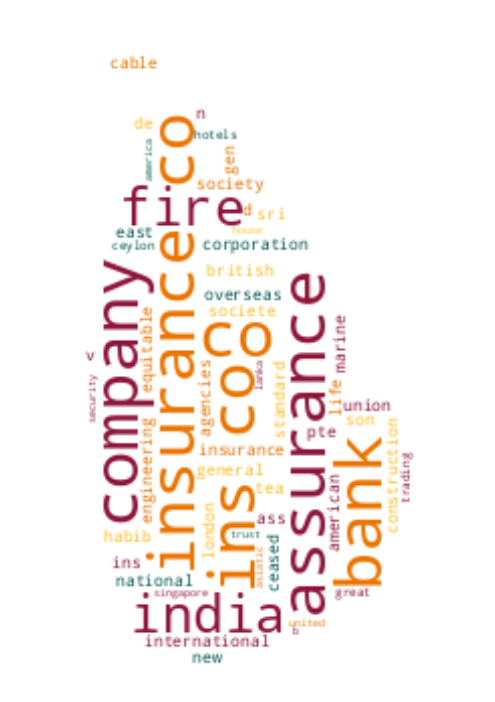 cable
n
de
hotels
america
insurance co
gen
society
fire
d
sri
house
east
ceylon
corporation
company
british
overseas
assurance
societe
equitable
co
marine
v
security
agencies
lanka
standard
life
union
son
ins co
pte
bank
construction
engineering
insurance
trading
general
american
tea
london
ass
habib
trust
ceased
asiatic
ins
national
singapore
great
india
united
b
international
new